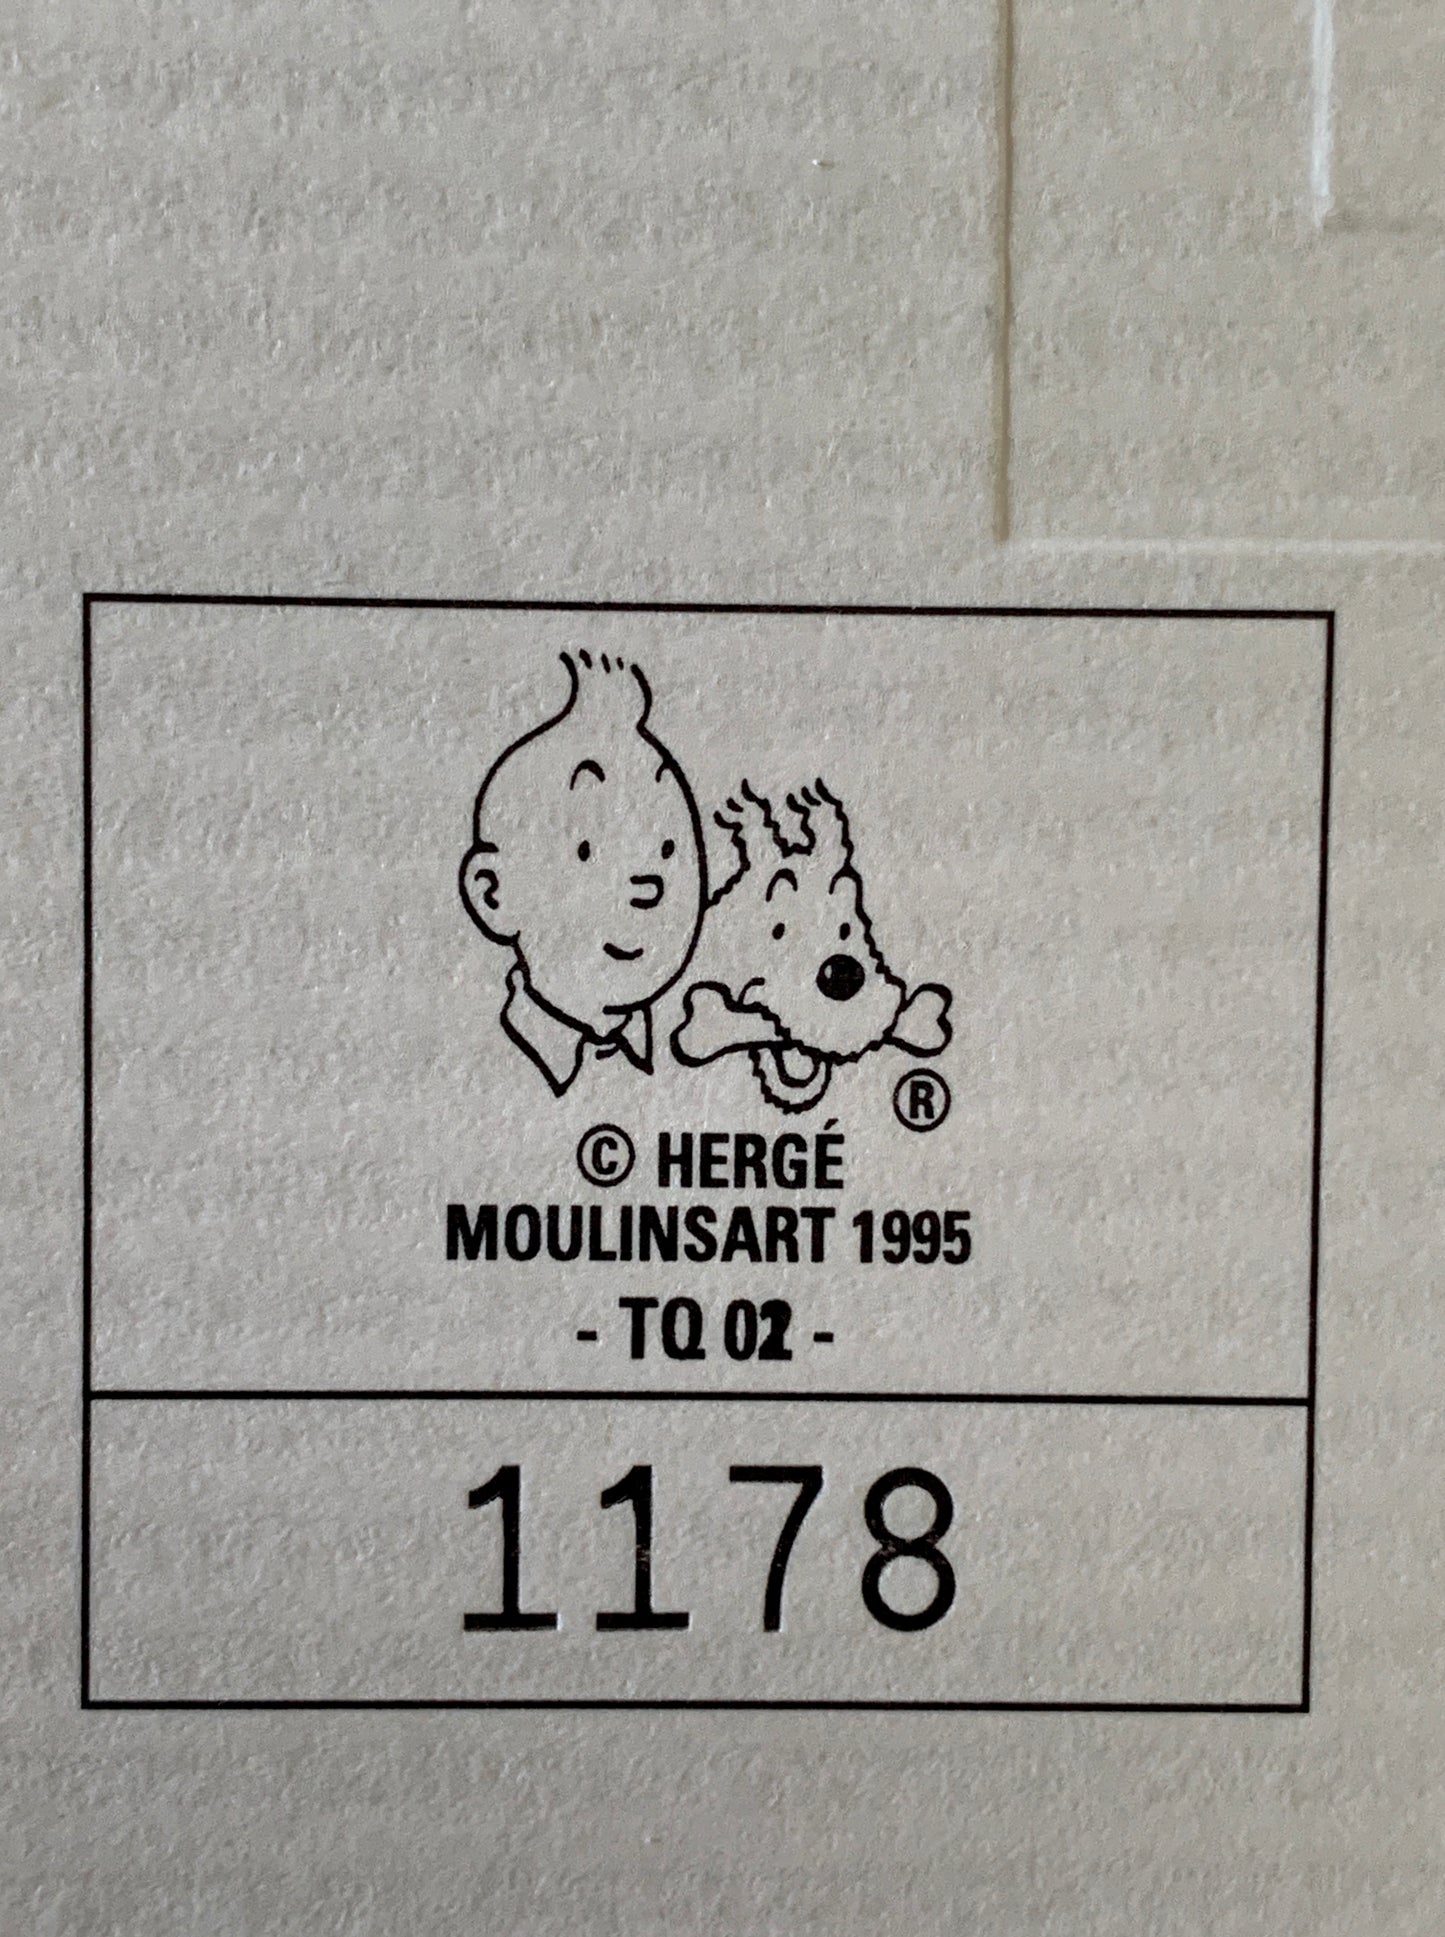 ®
© HERGÉ
MOULINSART 1995
- TQ 02 -
1178